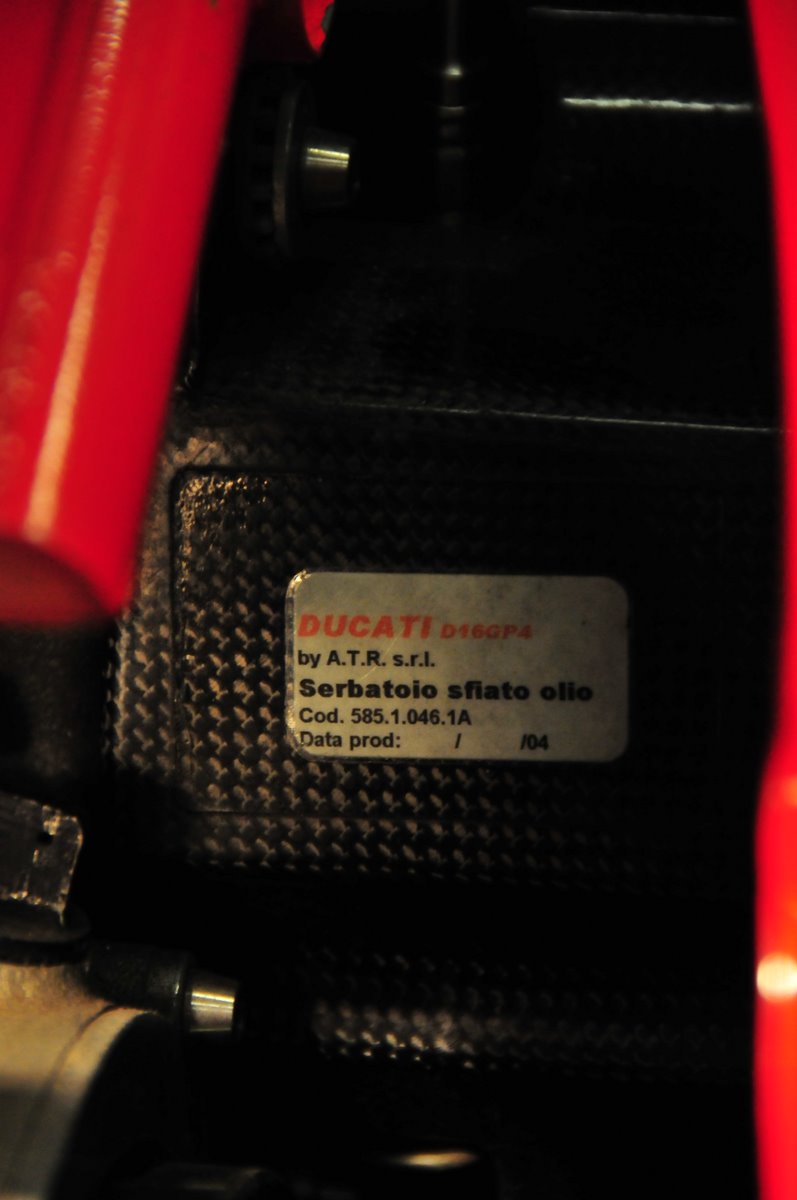 DUCATI D16GP4
by A.T.R. s.r.l.
Serbatoio sfiato olio
Cod. 585.1.046.1A
Data prod: / /04